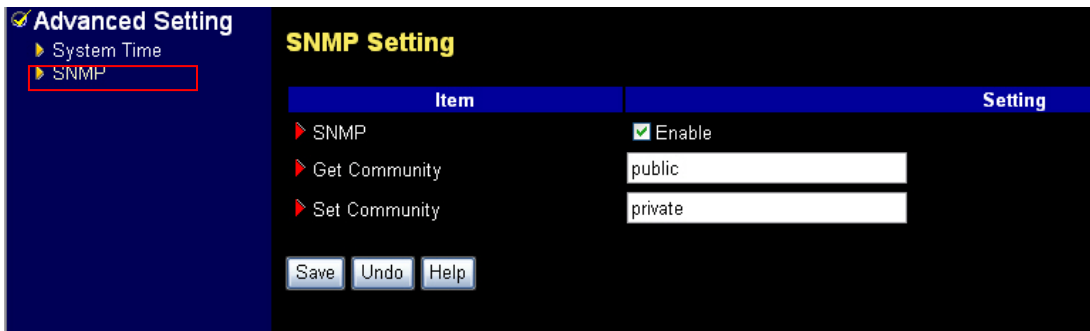 Advanced Setting
System Time
SNMP
SNMP Setting
Item Setting
SNMP Enable
Get Community public
Set Community private
Save Undo Help